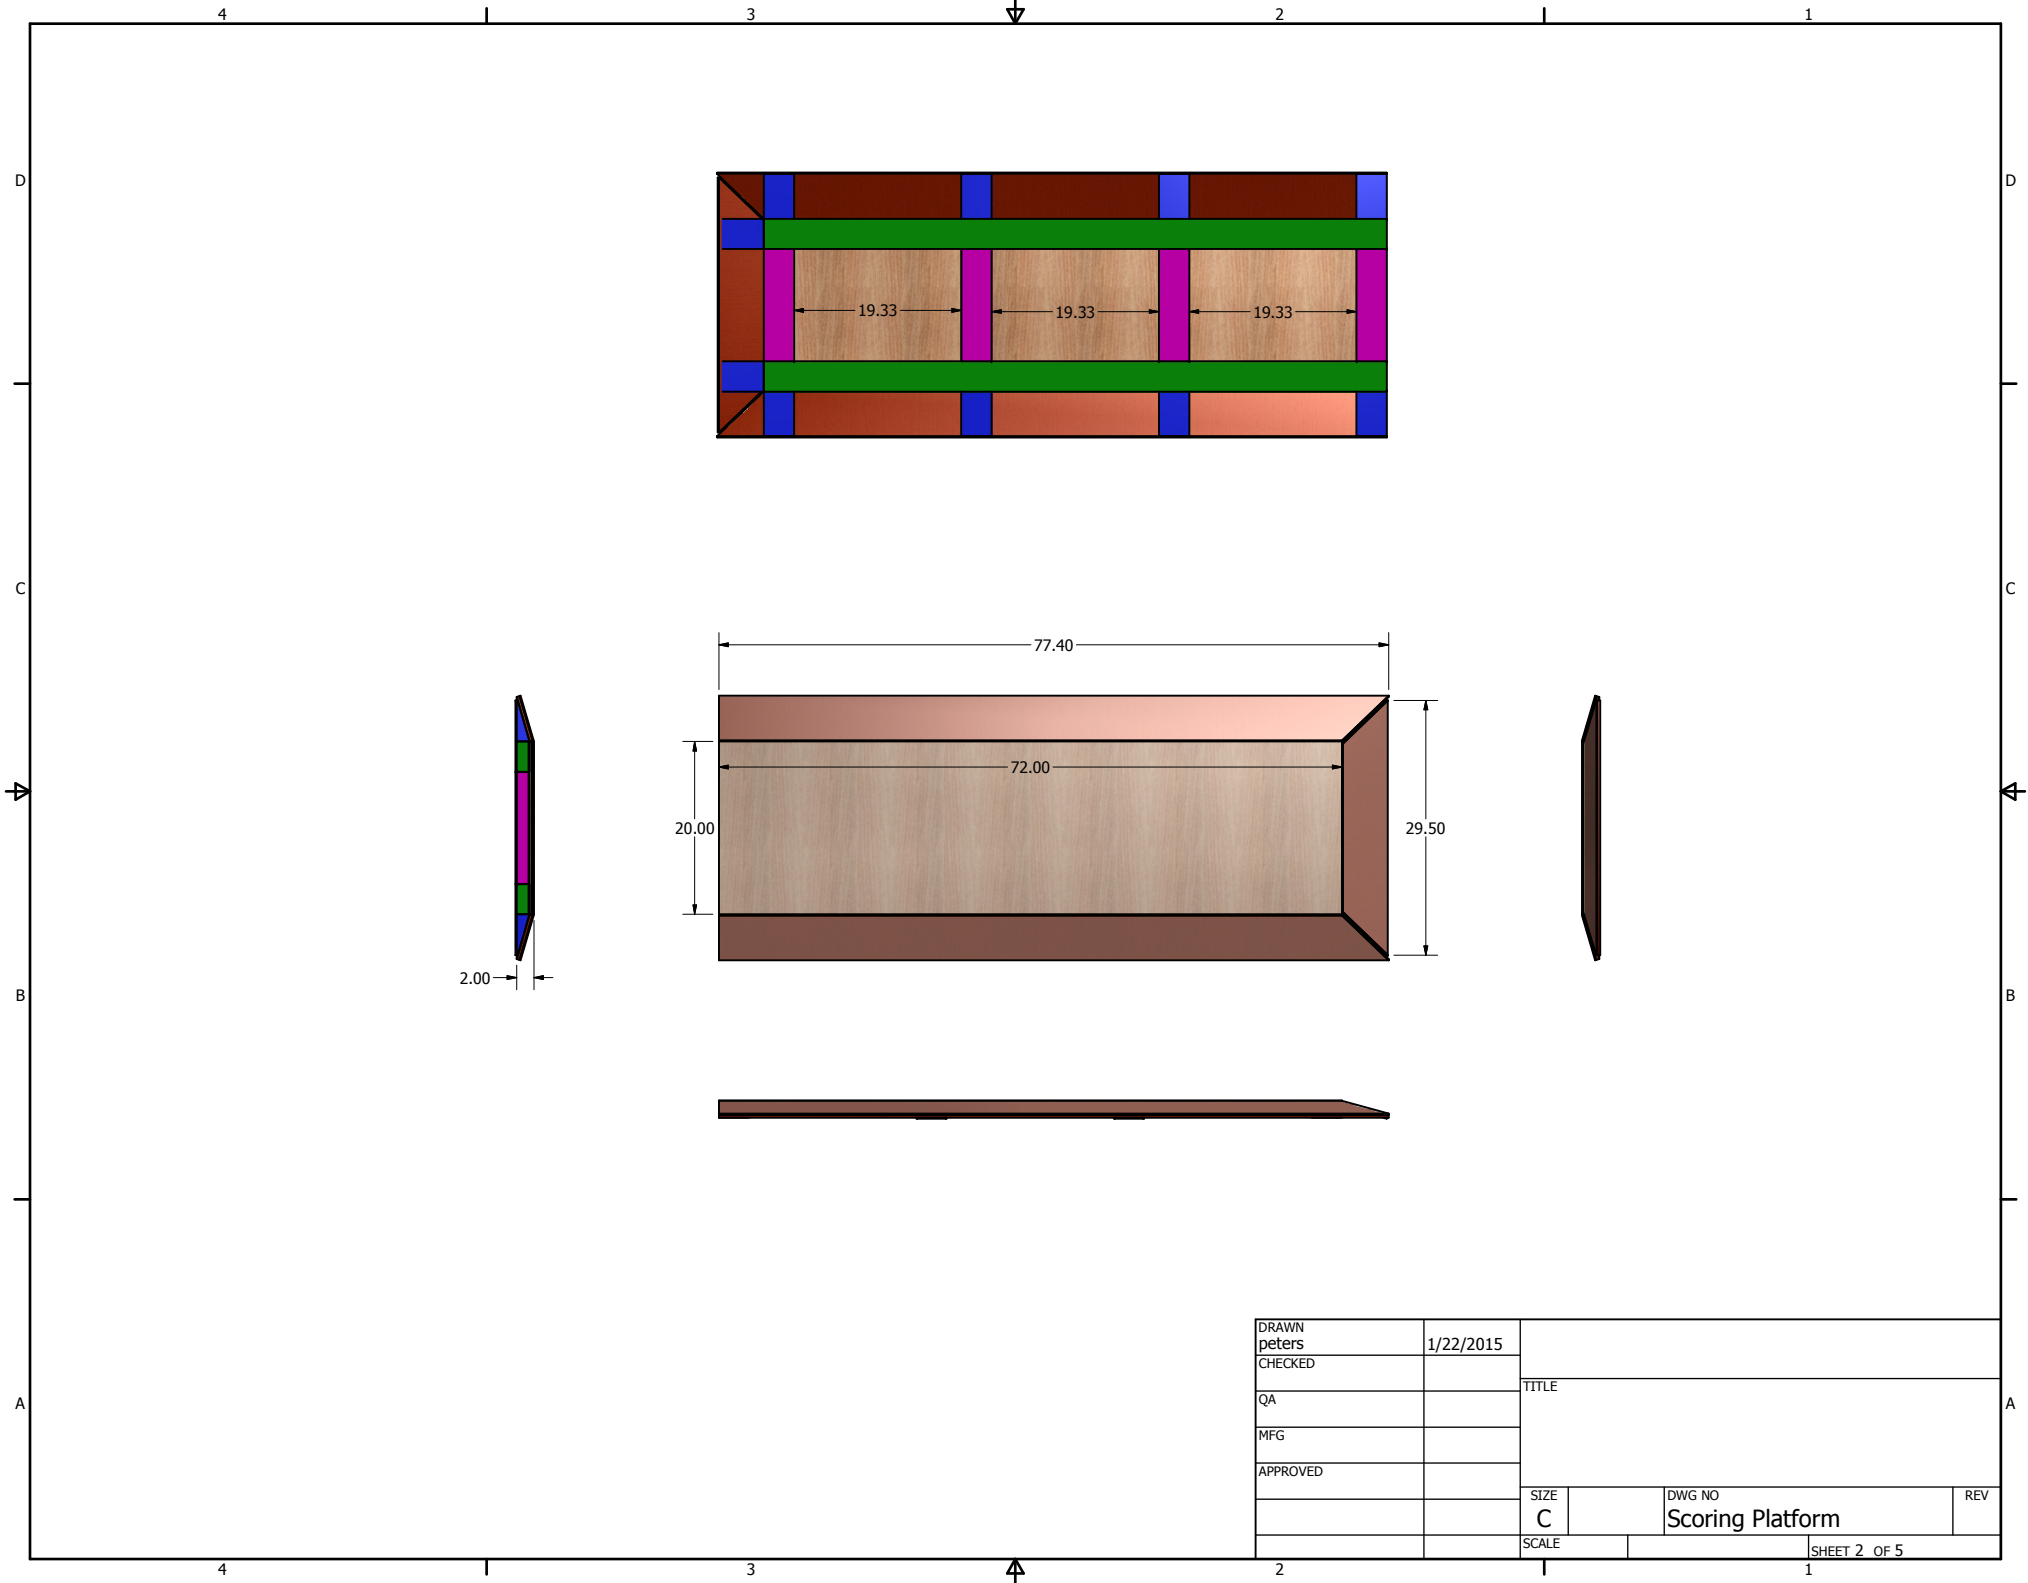 4 3 2 1
D D
19.33 19.33 19.33
C C
77.40
72.00
20.00 29.50
2.00
B B
DRAWN
peters 1/22/2015
CHECKED
TITLE
QA
A A
MFG
APPROVED
SIZE DWG NO REV
C Scoring Platform
SCALE SHEET 2 OF 5
4 3 2 1